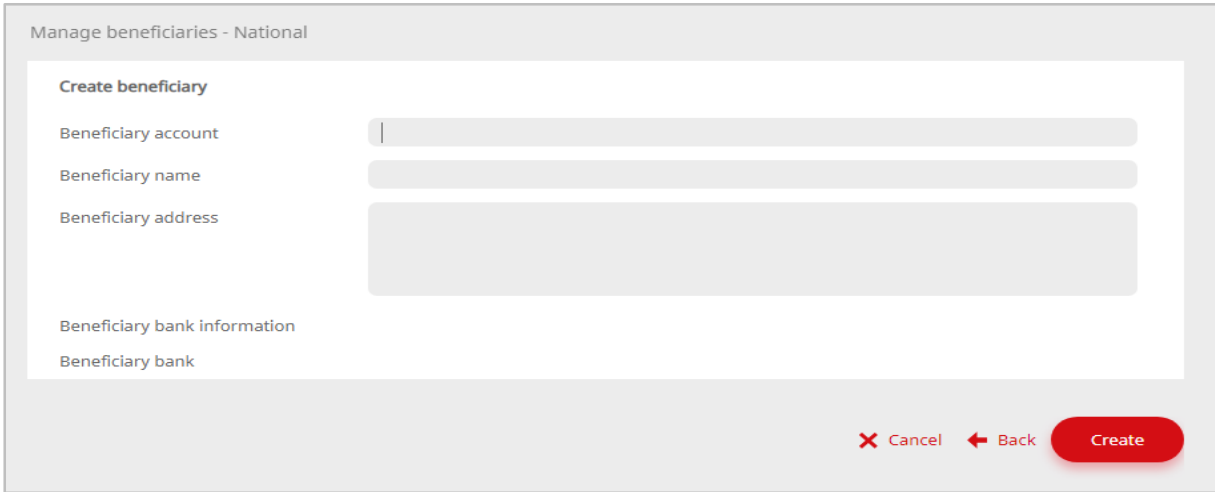 Manage beneficiaries - National
Create beneficiary
Beneficiary account
Beneficiary name
Beneficiary address
Beneficiary bank information
Beneficiary bank
Cancel Back Create